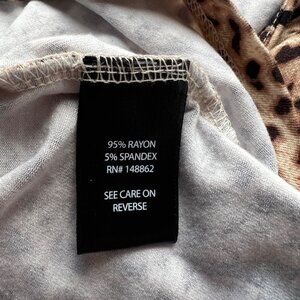 95% RAYON
5% SPANDEX
RN# 148862
SEE CARE ON
REVERSE